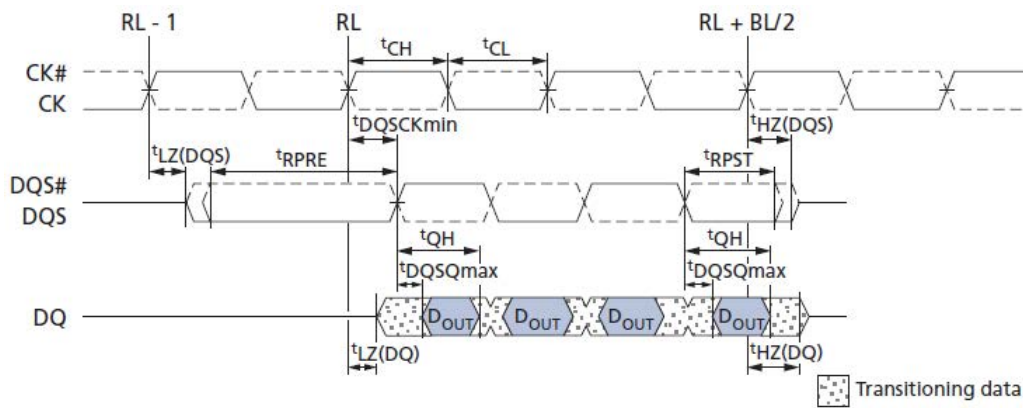 RL - 1 RL RL + BL/2
tCH tCL
CK#
CK
tDQSCKmin tHZ(DQS)
tLZ(DQS) tRPRE tRPST
DQS#
DQS
tQH tQH
tDQSQmax tDQSQmax
DQ DOUT DOUT DOUT DOUT
tLZ(DQ) tHZ(DQ)
Transitioning data